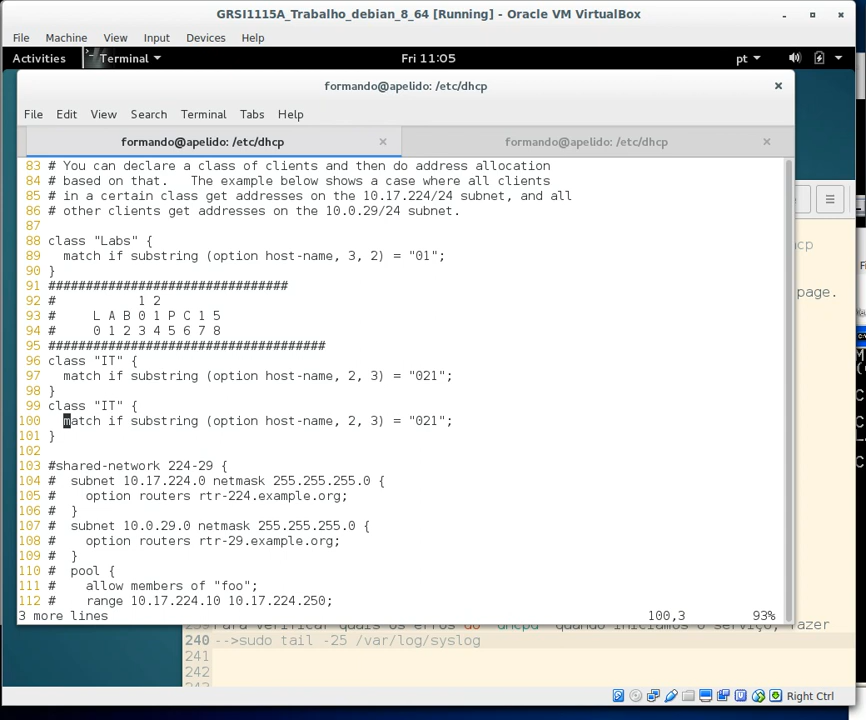 GRSI1115A_Trabalho_debian_8_64 [Running] - Oracle VM VirtualBox
File Machine View Input Devices Help
Activities Terminal Fri 11:05 pt
formando@apelido: /etc/dhcp
File Edit View Search Terminal Tabs Help
formando@apelido: /etc/dhcp formando@apelido: /etc/dhcp
83 # You can declare a class of clients and then do address allocation
84 # based on that.   The example below shows a case where all clients
85 # in a certain class get addresses on the 10.17.224/24 subnet, and all
86 # other clients get addresses on the 10.0.29/24 subnet.
87
88 class "Labs" {
89   match if substring (option host-name, 3, 2) = "01";
90 }
91 ################################
92 #           1 2
93 #     L A B 0 1 P C 1 5
94 #     0 1 2 3 4 5 6 7 8
95 #####################################
96 class "IT" {
97   match if substring (option host-name, 2, 3) = "021";
98 }
99 class "IT" {
100   match if substring (option host-name, 2, 3) = "021";
101 }
102
103 #shared-network 224-29 {
104 #  subnet 10.17.224.0 netmask 255.255.255.0 {
105 #    option routers rtr-224.example.org;
106 #  }
107 #  subnet 10.0.29.0 netmask 255.255.255.0 {
108 #    option routers rtr-29.example.org;
109 #  }
110 #  pool {
111 #    allow members of "foo";
112 #    range 10.17.224.10 10.17.224.250;
3 more lines 100,3 93%
hcp
page.
240 -->sudo tail -25 /var/log/syslog
241
242
Right Ctrl